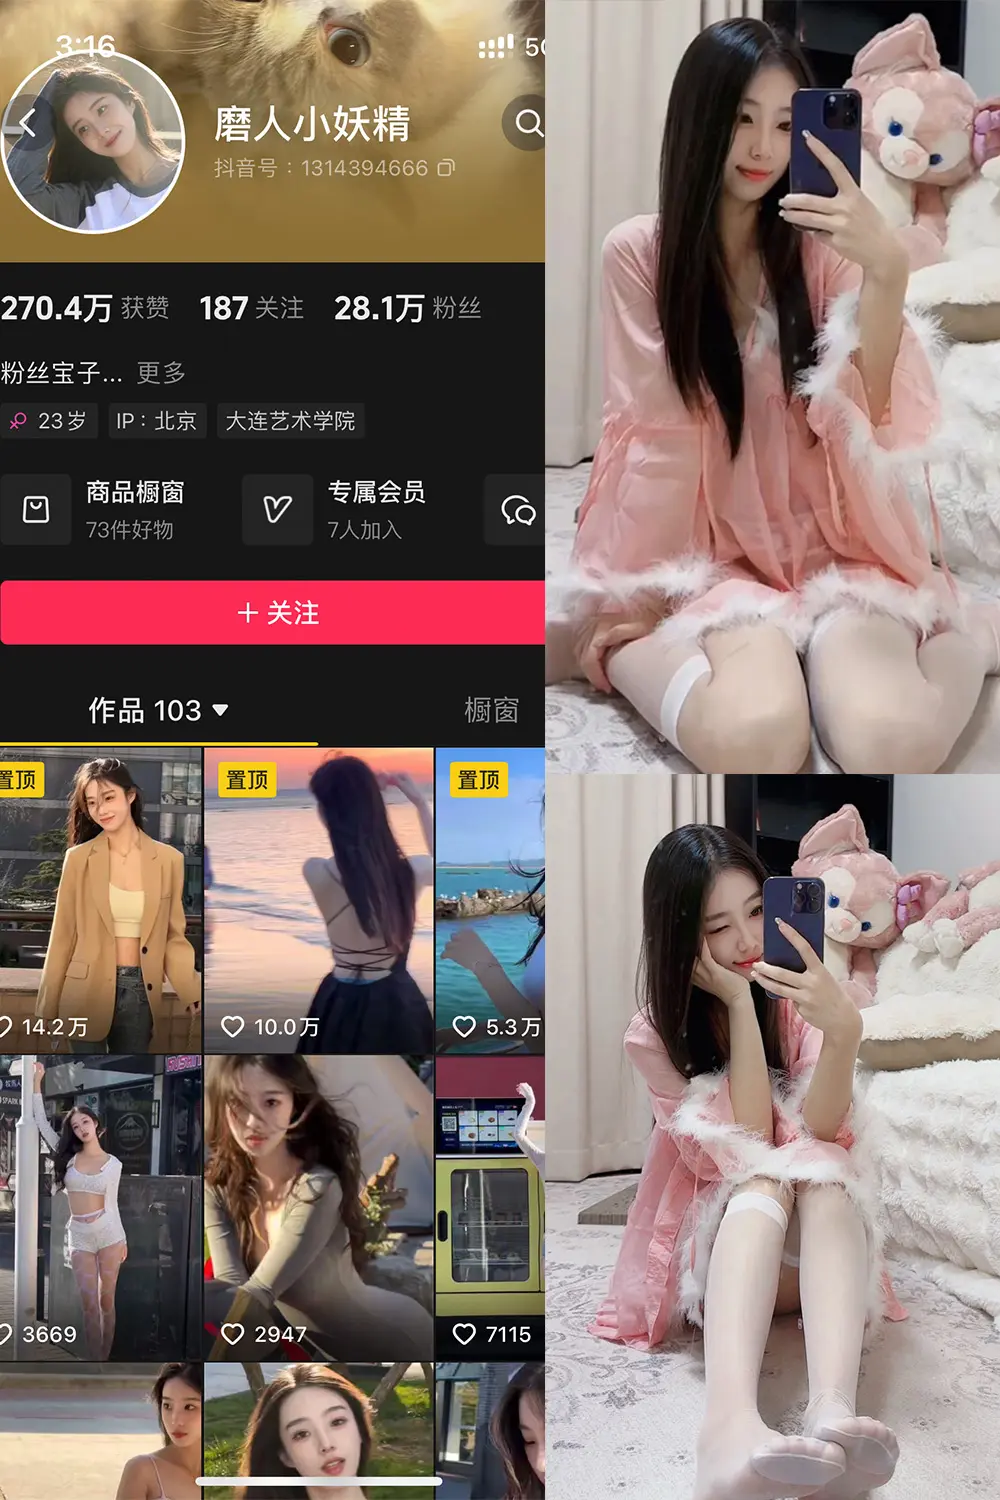 3:16
5G
磨人小妖精
抖音号：1314394666
270.4万 获赞 187 关注 28.1万 粉丝
粉丝宝子... 更多
23岁 IP：北京 大连艺术学院
商品橱窗 专属会员
73件好物 7人加入
+ 关注
作品 103 橱窗
置顶 置顶 置顶
14.2万 10.0万 5.3万
3669 2947 7115